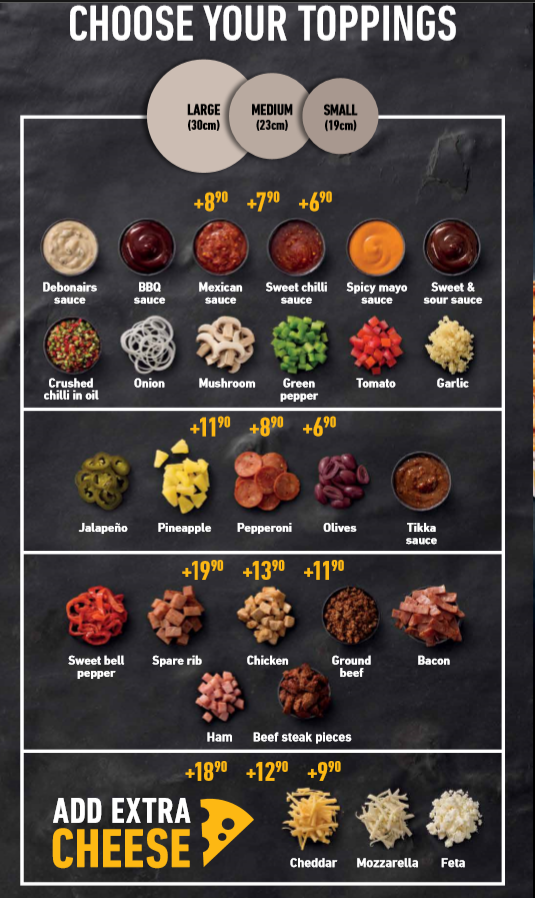 CHOOSE YOUR TOPPINGS
LARGE MEDIUM SMALL
(30cm) (23cm) (19cm)
+8⁹⁰ +7⁹⁰ +6⁹⁰
Debonairs BBQ Mexican Sweet chilli Spicy mayo Sweet &
sauce sauce sauce sauce sauce sour sauce
Crushed Onion Mushroom Green Tomato Garlic
chilli in oil pepper
+11⁹⁰ +8⁹⁰ +6⁹⁰
Jalapeño Pineapple Pepperoni Olives Tikka
sauce
+19⁹⁰ +13⁹⁰ +11⁹⁰
Sweet bell Spare rib Chicken Ground Bacon
pepper beef
Ham Beef steak pieces
+18⁹⁰ +12⁹⁰ +9⁹⁰
ADD EXTRA
CHEESE
Cheddar Mozzarella Feta